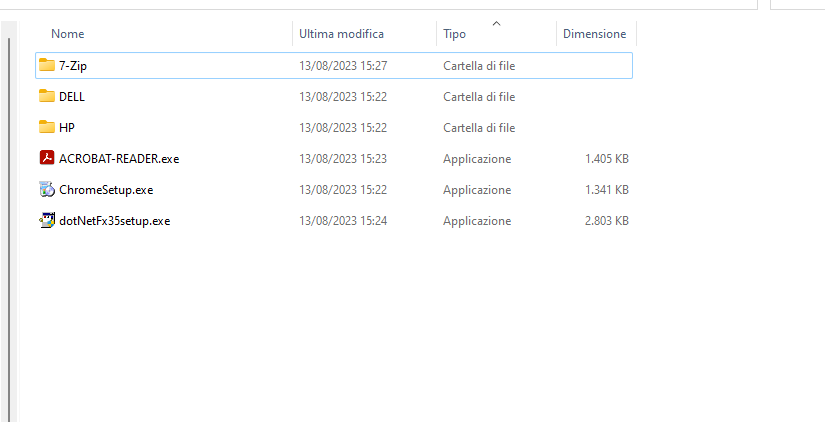 Nome Ultima modifica Tipo Dimensione
7-Zip 13/08/2023 15:27 Cartella di file
DELL 13/08/2023 15:22 Cartella di file
HP 13/08/2023 15:22 Cartella di file
ACROBAT-READER.exe 13/08/2023 15:23 Applicazione 1.405 KB
ChromeSetup.exe 13/08/2023 15:22 Applicazione 1.341 KB
dotNetFx35setup.exe 13/08/2023 15:24 Applicazione 2.803 KB